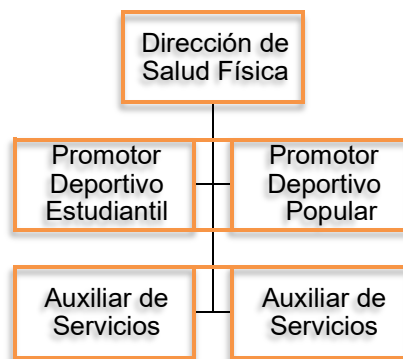 Dirección de
Salud Física
Promotor
Deportivo
Estudiantil
Promotor
Deportivo
Popular
Auxiliar de
Servicios
Auxiliar de
Servicios